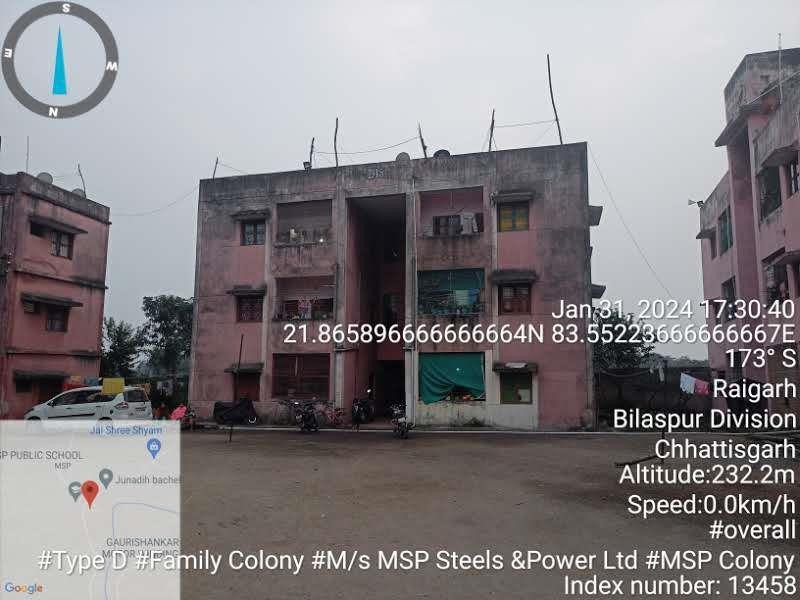 S
E
W
N
Jan 31, 2024 17:30:40
21.865896666666664N 83.55223666666667E
173° S
Raigarh
Bilaspur Division
Chhattisgarh
Altitude:232.2m
Speed:0.0km/h
#overall
#Type D #Family Colony #M/s MSP Steels &Power Ltd #MSP Colony
Index number: 13458
Jai Shree Shyam
SP PUBLIC SCHOOL
MSP
Junadih bachel
GAURISHANKAR
Google